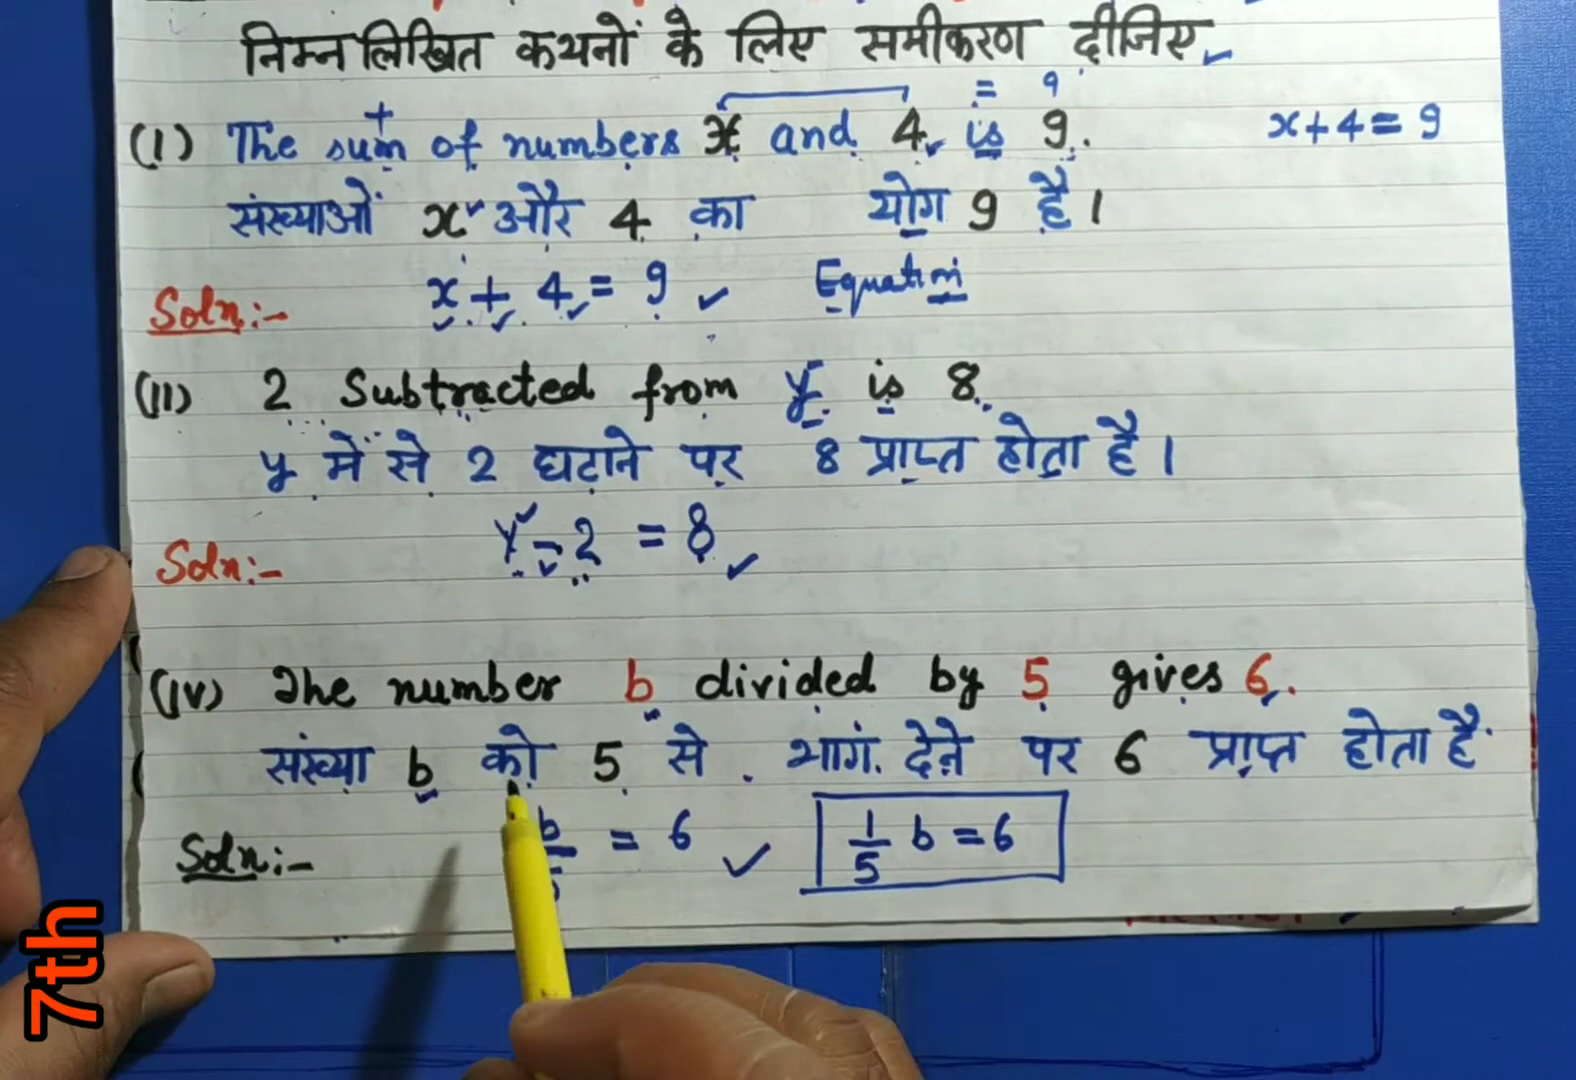 निम्नलिखित कथनों के लिए समीकरण दीजिए
+ = 9
(I) The sum of numbers x and 4 is 9. x+4=9
संख्याओं x और 4 का योग 9 है।
Soln:- x + 4 = 9 Equation
(II) 2 Subtracted from y is 8.
y में से 2 घटाने पर 8 प्राप्त होता है।
Soln:- y - 2 = 8
(IV) The number b divided by 5 gives 6.
संख्या b को 5 से भाग देने पर 6 प्राप्त होता है
Soln:- b/5 = 6 1/5 b = 6
7th